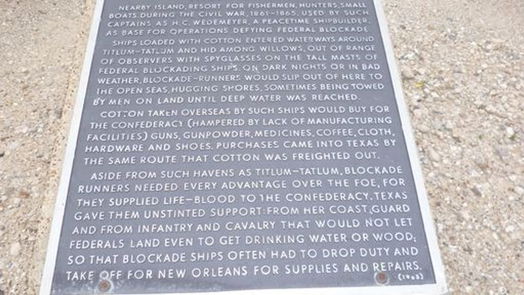 NEARBY ISLAND, RESORT FOR FISHERMEN, HUNTERS, SMALL
BOATS. DURING THE CIVIL WAR, 1861-1865, USED BY SUCH
CAPTAINS AS H. C. WEDEMEYER, A PEACETIME SHIPBUILDER,
AS BASE FOR OPERATIONS DEFYING FEDERAL BLOCKADE.
SHIPS LOADED WITH COTTON ENTERED WATERWAYS AROUND
TITLUM-TATLUM AND HID AMONG WILLOWS, OUT OF RANGE
OF OBSERVERS WITH SPYGLASSES ON THE TALL MASTS OF
FEDERAL BLOCKADING SHIPS. ON DARK NIGHTS OR IN BAD
WEATHER, BLOCKADE-RUNNERS WOULD SLIP OUT OF HERE TO
THE OPEN SEAS, HUGGING SHORES, SOMETIMES BEING TOWED
BY MEN ON LAND UNTIL DEEP WATER WAS REACHED.
COTTON TAKEN OVERSEAS BY SUCH SHIPS WOULD BUY FOR
THE CONFEDERACY (HAMPERED BY LACK OF MANUFACTURING
FACILITIES) GUNS, GUNPOWDER, MEDICINES, COFFEE, CLOTH,
HARDWARE AND SHOES. PURCHASES CAME INTO TEXAS BY
THE SAME ROUTE THAT COTTON WAS FREIGHTED OUT.
ASIDE FROM SUCH HAVENS AS TITLUM-TATLUM, BLOCKADE
RUNNERS NEEDED EVERY ADVANTAGE OVER THE FOE, FOR
THEY SUPPLIED LIFE-BLOOD TO THE CONFEDERACY. TEXAS
GAVE THEM UNSTINTED SUPPORT: FROM HER COAST GUARD
AND FROM INFANTRY AND CAVALRY THAT WOULD NOT LET
FEDERALS LAND EVEN TO GET DRINKING WATER OR WOOD;
SO THAT BLOCKADE SHIPS OFTEN HAD TO DROP DUTY AND
TAKE OFF FOR NEW ORLEANS FOR SUPPLIES AND REPAIRS.
(1965)